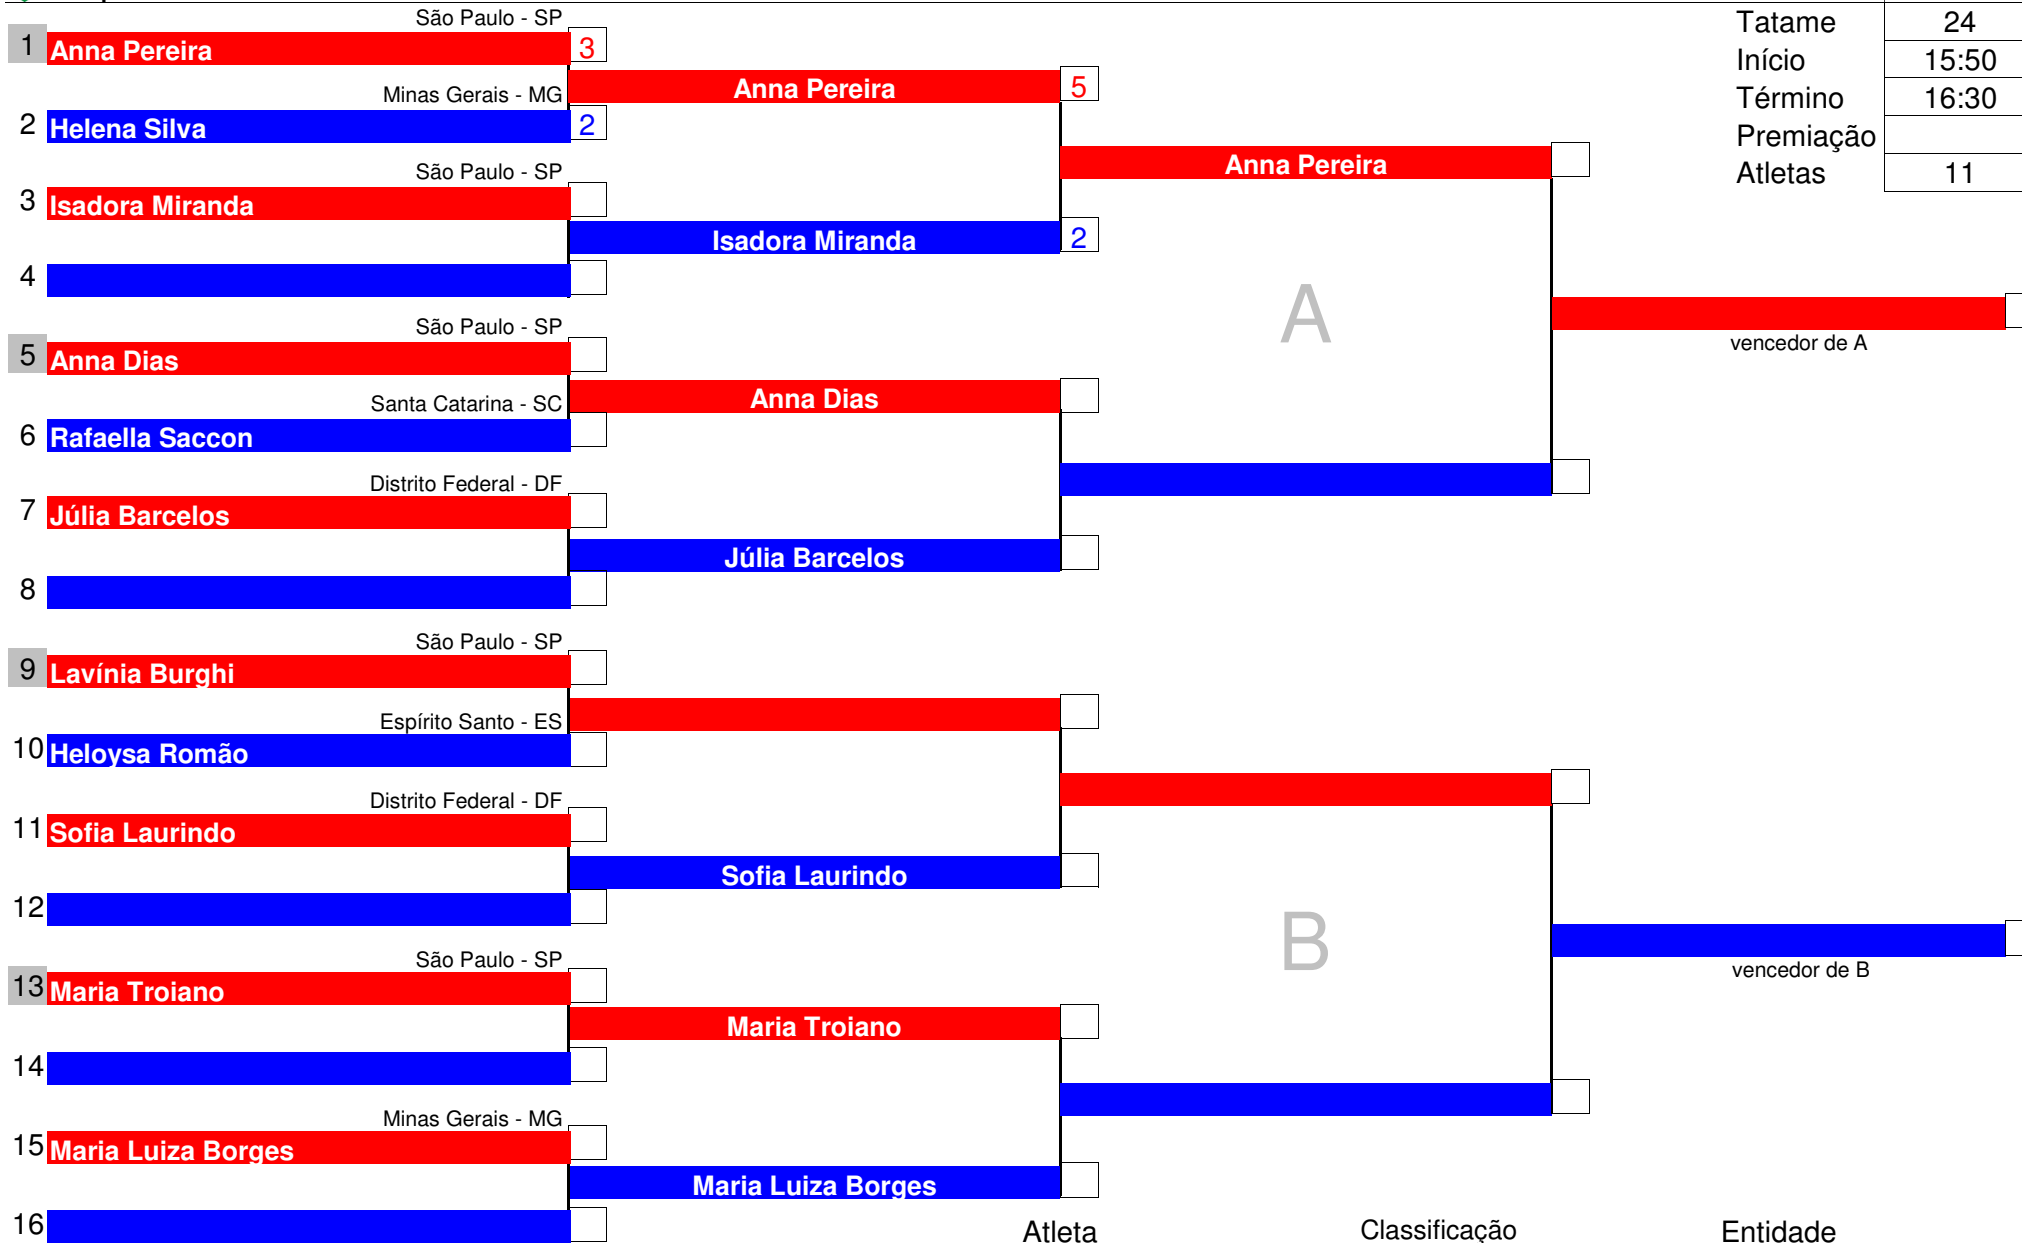 São Paulo - SP
1 Anna Pereira 3
Anna Pereira 5
Minas Gerais - MG
2 Helena Silva 2
Tatame 24
Início 15:50
Término 16:30
Premiação
Atletas 11
Anna Pereira
São Paulo - SP
3 Isadora Miranda
Isadora Miranda 2
4
A
São Paulo - SP
5 Anna Dias
vencedor de A
Anna Dias
Santa Catarina - SC
6 Rafaella Saccon
Distrito Federal - DF
7 Júlia Barcelos
Júlia Barcelos
8
São Paulo - SP
9 Lavínia Burghi
Espírito Santo - ES
10 Heloysa Romão
Distrito Federal - DF
11 Sofia Laurindo
Sofia Laurindo
12
B
São Paulo - SP
vencedor de B
13 Maria Troiano
Maria Troiano
14
Minas Gerais - MG
15 Maria Luiza Borges
Maria Luiza Borges
16
Atleta Classificação Entidade